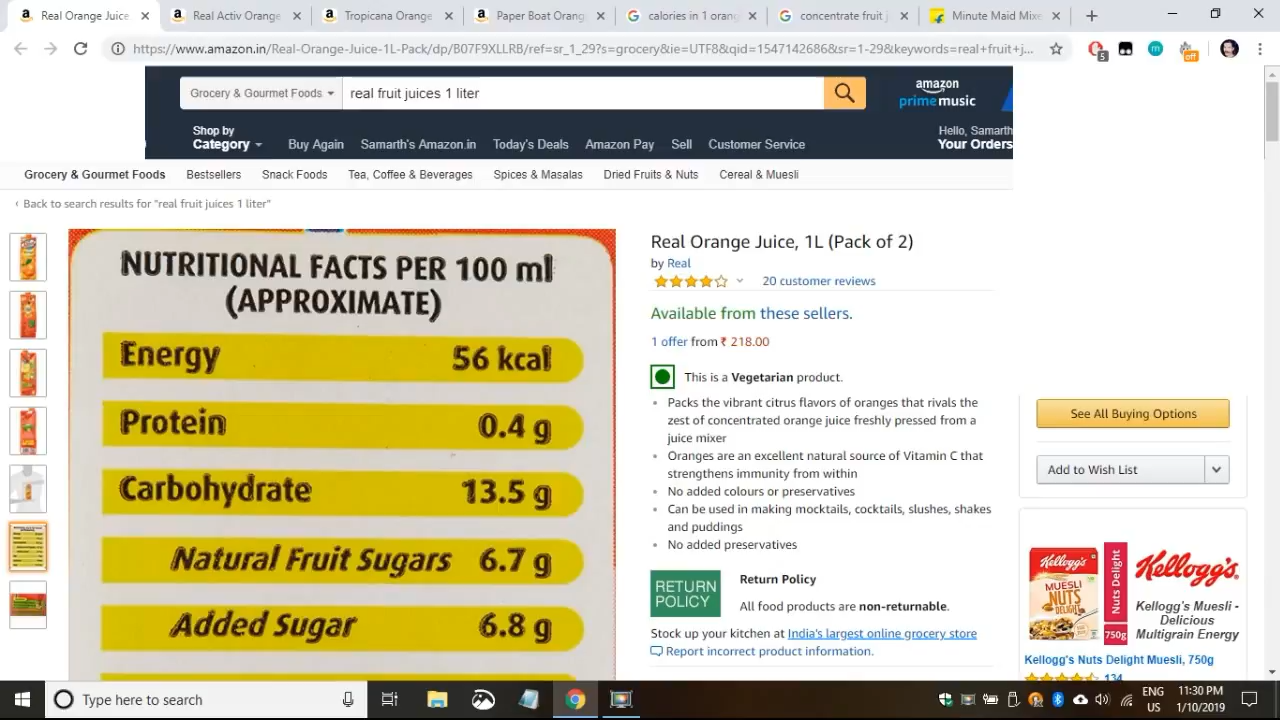 Real Orange Juice
Real Activ Orange
Tropicana Orange
Paper Boat Orang
calories in 1 orang
concentrate fruit j
Minute Maid Mixe
https://www.amazon.in/Real-Orange-Juice-1L-Pack/dp/B07F9XLLRB/ref=sr_1_29?s=grocery&ie=UTF8&qid=1547142686&sr=1-29&keywords=real+fruit+j...
5
m
off
Grocery & Gourmet Foods
real fruit juices 1 liter
amazon
prime music
Shop by
Category
Buy Again
Samarth's Amazon.in
Today's Deals
Amazon Pay
Sell
Customer Service
Hello, Samarth
Your Orders
Grocery & Gourmet Foods
Bestsellers
Snack Foods
Tea, Coffee & Beverages
Spices & Masalas
Dried Fruits & Nuts
Cereal & Muesli
‹ Back to search results for "real fruit juices 1 liter"
NUTRITIONAL FACTS PER 100 ml
(APPROXIMATE)
Energy 56 kcal
Protein 0.4 g
Carbohydrate 13.5 g
Natural Fruit Sugars 6.7 g
Added Sugar 6.8 g
Real Orange Juice, 1L (Pack of 2)
by Real
20 customer reviews
Available from these sellers.
1 offer from ₹ 218.00
This is a Vegetarian product.
• Packs the vibrant citrus flavors of oranges that rivals the
zest of concentrated orange juice freshly pressed from a
juice mixer
• Oranges are an excellent natural source of Vitamin C that
strengthens immunity from within
• No added colours or preservatives
• Can be used in making mocktails, cocktails, slushes, shakes
and puddings
• No added preservatives
RETURN
POLICY
Return Policy
All food products are non-returnable.
Stock up your kitchen at India's largest online grocery store
Report incorrect product information.
See All Buying Options
Add to Wish List
Kellogg's
MUESLI
NUTS
DELIGHT
Nuts Delight
750g
Kellogg's
Kellogg's Muesli -
Delicious
Multigrain Energy
Kellogg's Nuts Delight Muesli, 750g
134
Type here to search
ENG
US
11:30 PM
1/10/2019